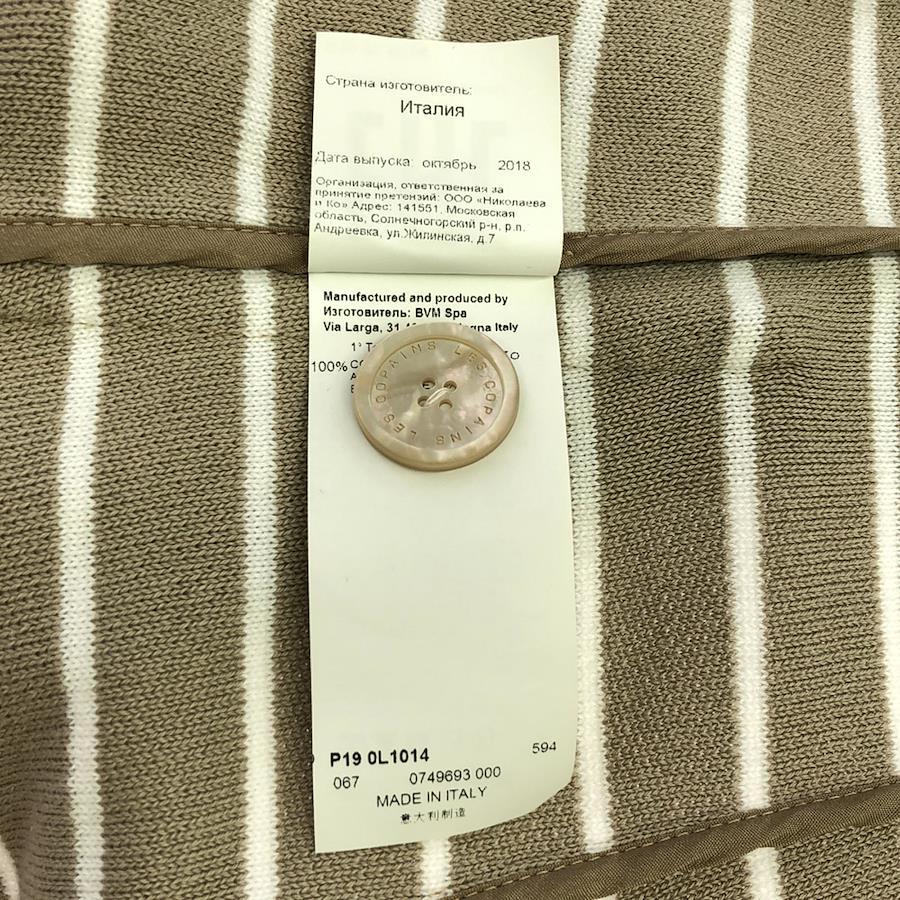 Страна изготовитель:
Италия
Дата выпуска: октябрь 2018
Организация, ответственная за
принятие претензий: ООО «Николаева
и Ко» Адрес: 141551, Московская
область, Солнечногорский р-н, р.п.
Андреевка, ул.Жилинская, д.7
Manufactured and produced by
Изготовитель: BVM Spa
Via Larga, 31 Italy
100%
LES COPAINS LES COPAINS
P19 0L1014 594
067 0749693 000
MADE IN ITALY
意大利制造